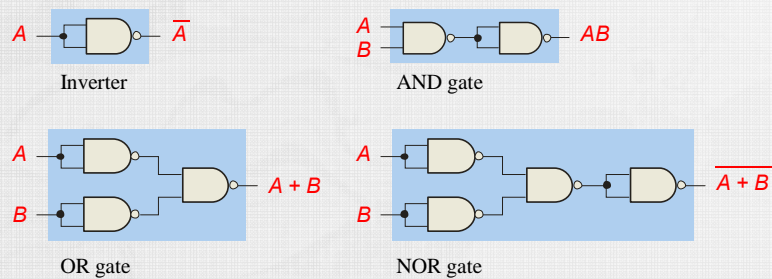 A
A̅
Inverter
A
B
AB
AND gate
A
B
A + B
OR gate
A
B
A̅ ̅+̅ ̅B̅
NOR gate